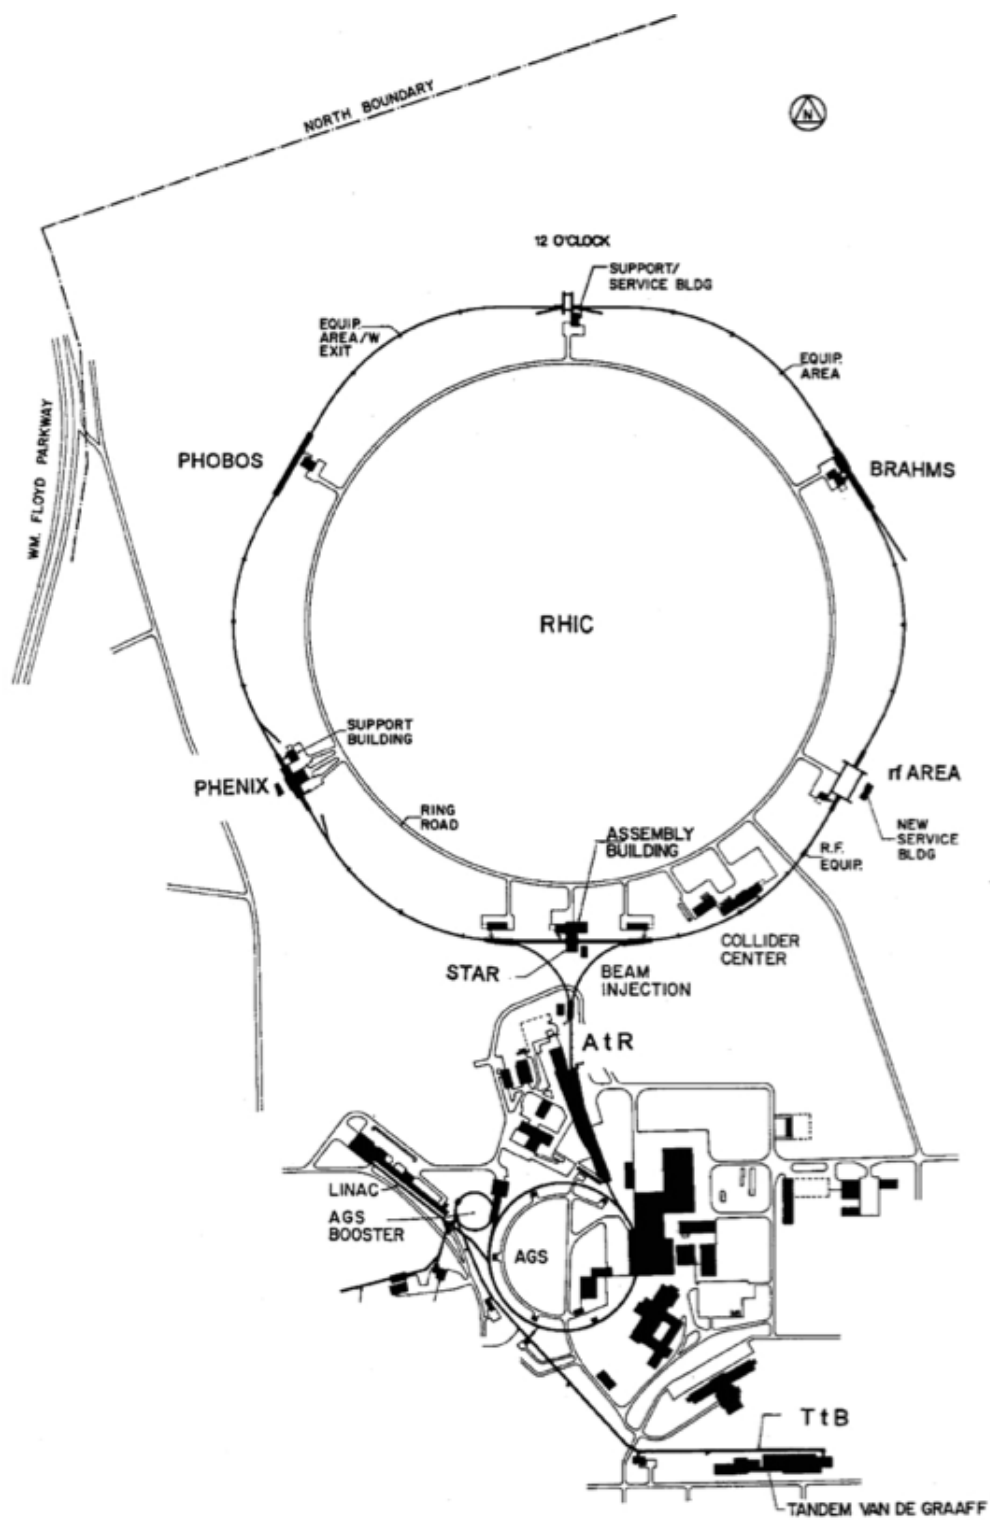 NORTH BOUNDARY
N
12 O'CLOCK
SUPPORT/
SERVICE BLDG
EQUIP.
AREA/W
EXIT
EQUIP.
AREA
WM. FLOYD PARKWAY
PHOBOS
BRAHMS
RHIC
SUPPORT
BUILDING
PHENIX
rf AREA
RING
ROAD
ASSEMBLY
BUILDING
NEW
SERVICE
BLDG
R.F.
EQUIP.
COLLIDER
CENTER
STAR
BEAM
INJECTION
A t R
LINAC
AGS
BOOSTER
AGS
T t B
TANDEM VAN DE GRAAFF